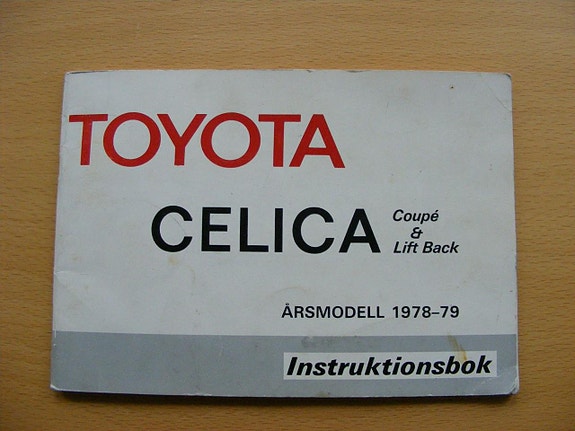 TOYOTA
CELICA
Coupé
&
Lift Back
ÅRSMODELL 1978–79
Instruktionsbok